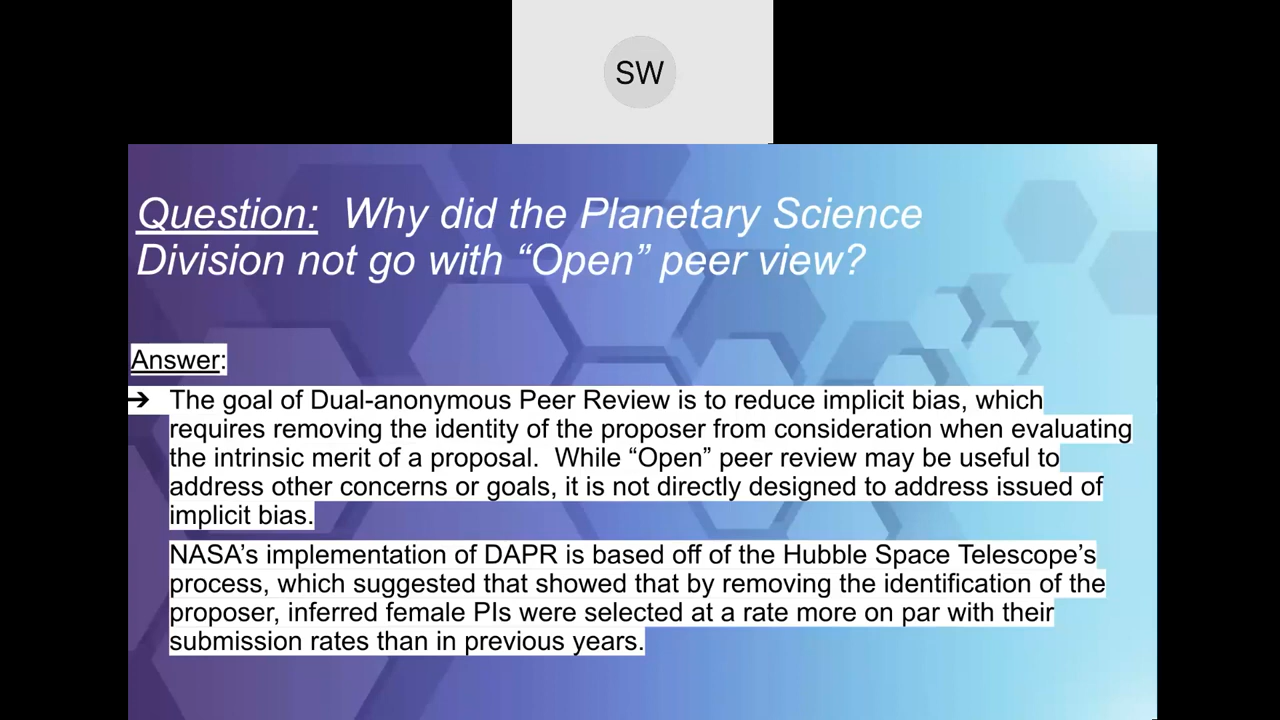 SW
Question: Why did the Planetary Science
Division not go with “Open” peer view?
Answer:
➔ The goal of Dual-anonymous Peer Review is to reduce implicit bias, which
requires removing the identity of the proposer from consideration when evaluating
the intrinsic merit of a proposal. While “Open” peer review may be useful to
address other concerns or goals, it is not directly designed to address issued of
implicit bias.
NASA’s implementation of DAPR is based off of the Hubble Space Telescope’s
process, which suggested that showed that by removing the identification of the
proposer, inferred female PIs were selected at a rate more on par with their
submission rates than in previous years.